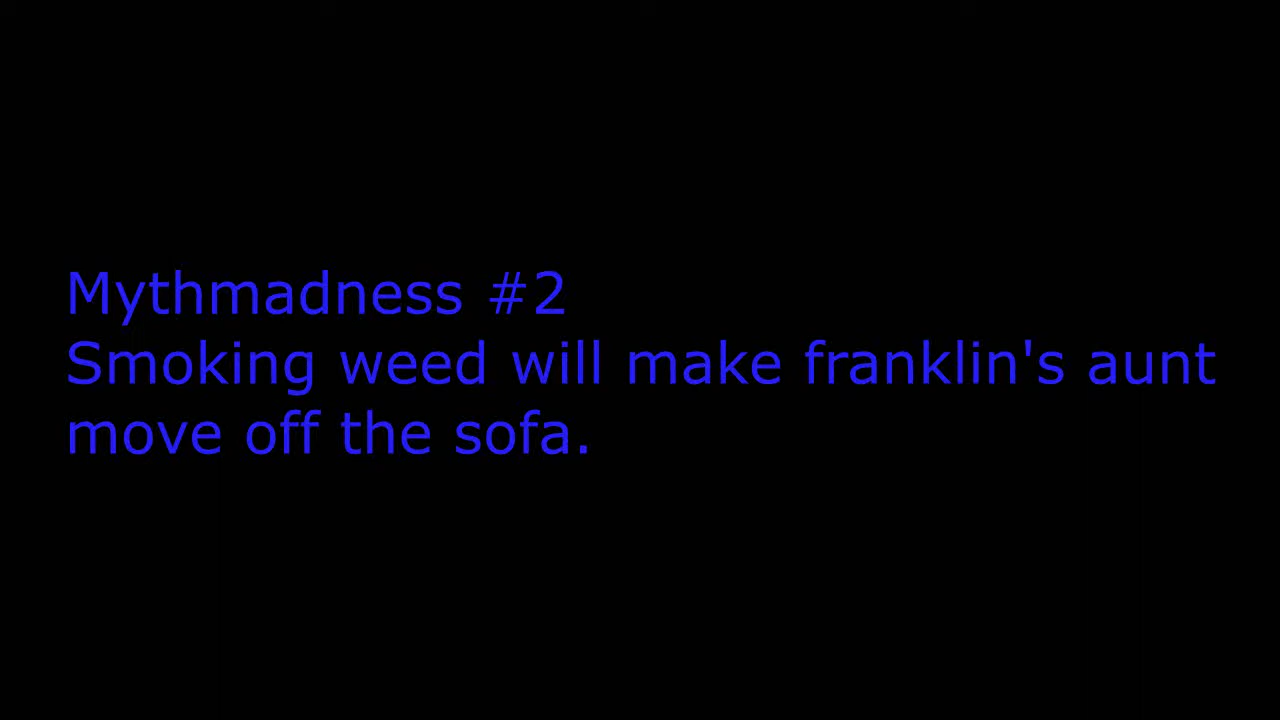 Mythmadness #2
Smoking weed will make franklin's aunt
move off the sofa.